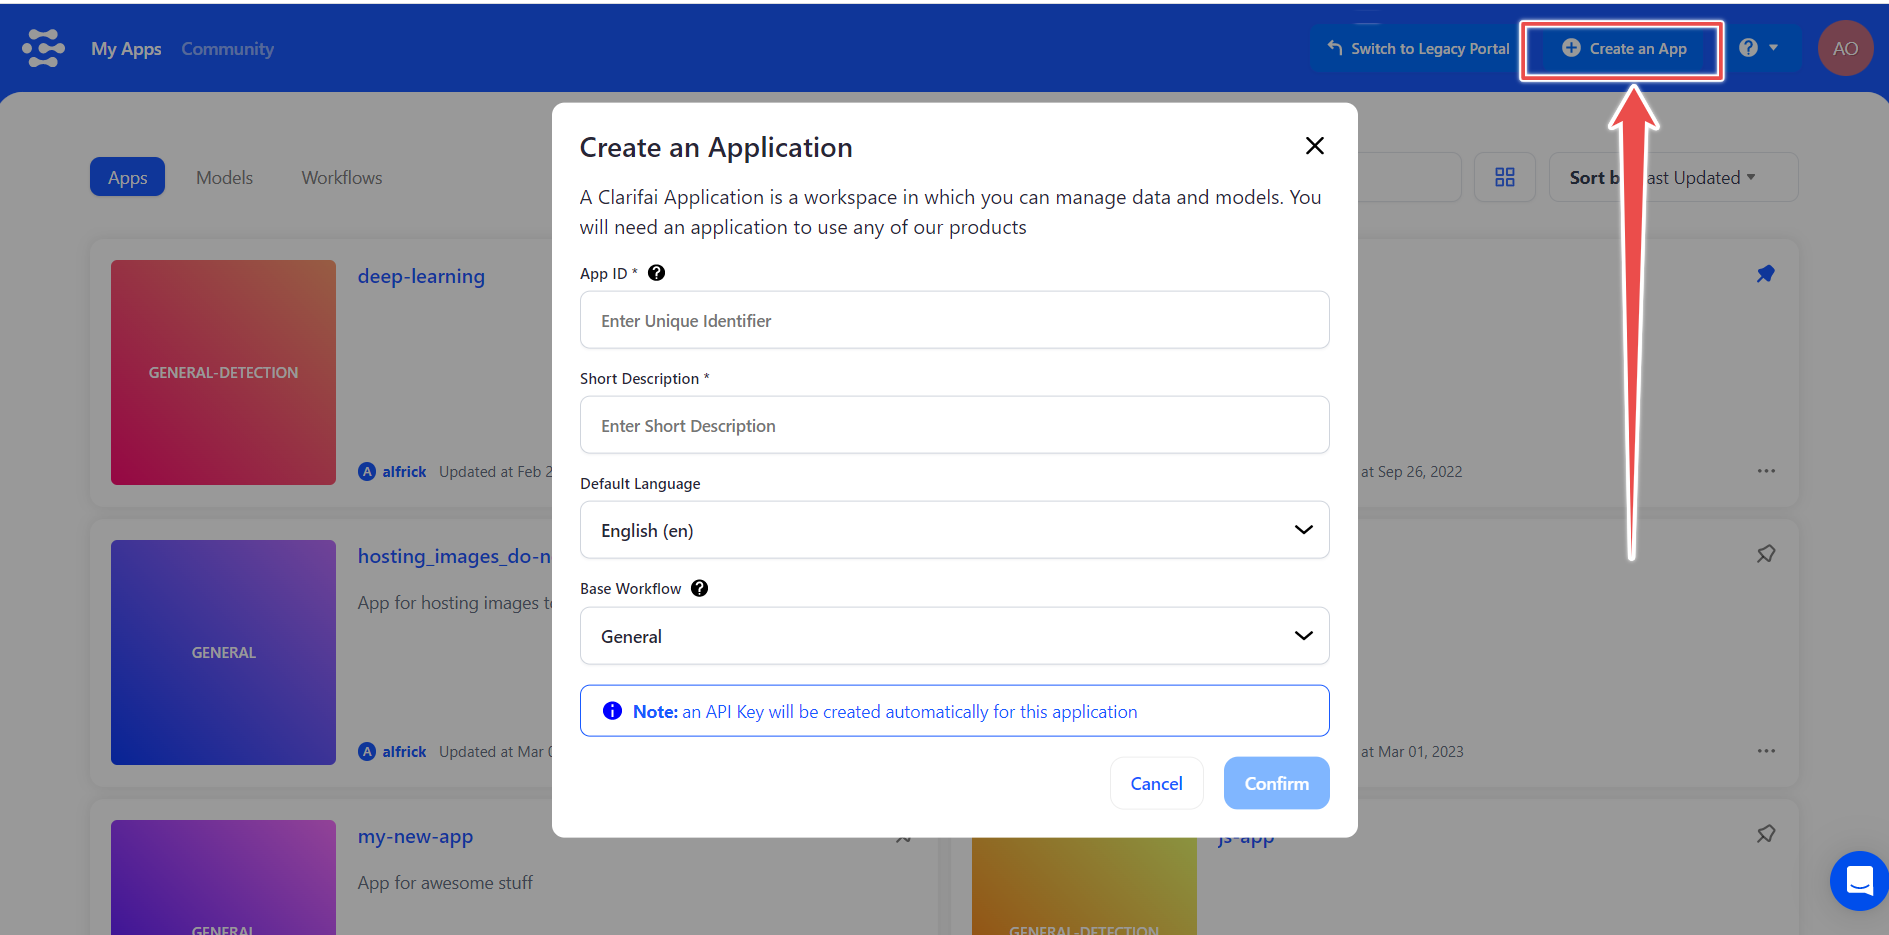 My Apps Community Switch to Legacy Portal Create an App ? AO
Create an Application
A Clarifai Application is a workspace in which you can manage data and models. You
will need an application to use any of our products
App ID * ?
Enter Unique Identifier
Short Description *
Enter Short Description
Default Language
English (en)
Base Workflow ?
General
Note: an API Key will be created automatically for this application
Cancel Confirm
Apps Models Workflows
Sort b ast Updated
deep-learning
GENERAL-DETECTION
A alfrick Updated at Feb 2
at Sep 26, 2022
hosting_images_do-n
App for hosting images to
GENERAL
A alfrick Updated at Mar 0
at Mar 01, 2023
my-new-app
App for awesome stuff
GENERAL
js-app
GENERAL-DETECTION